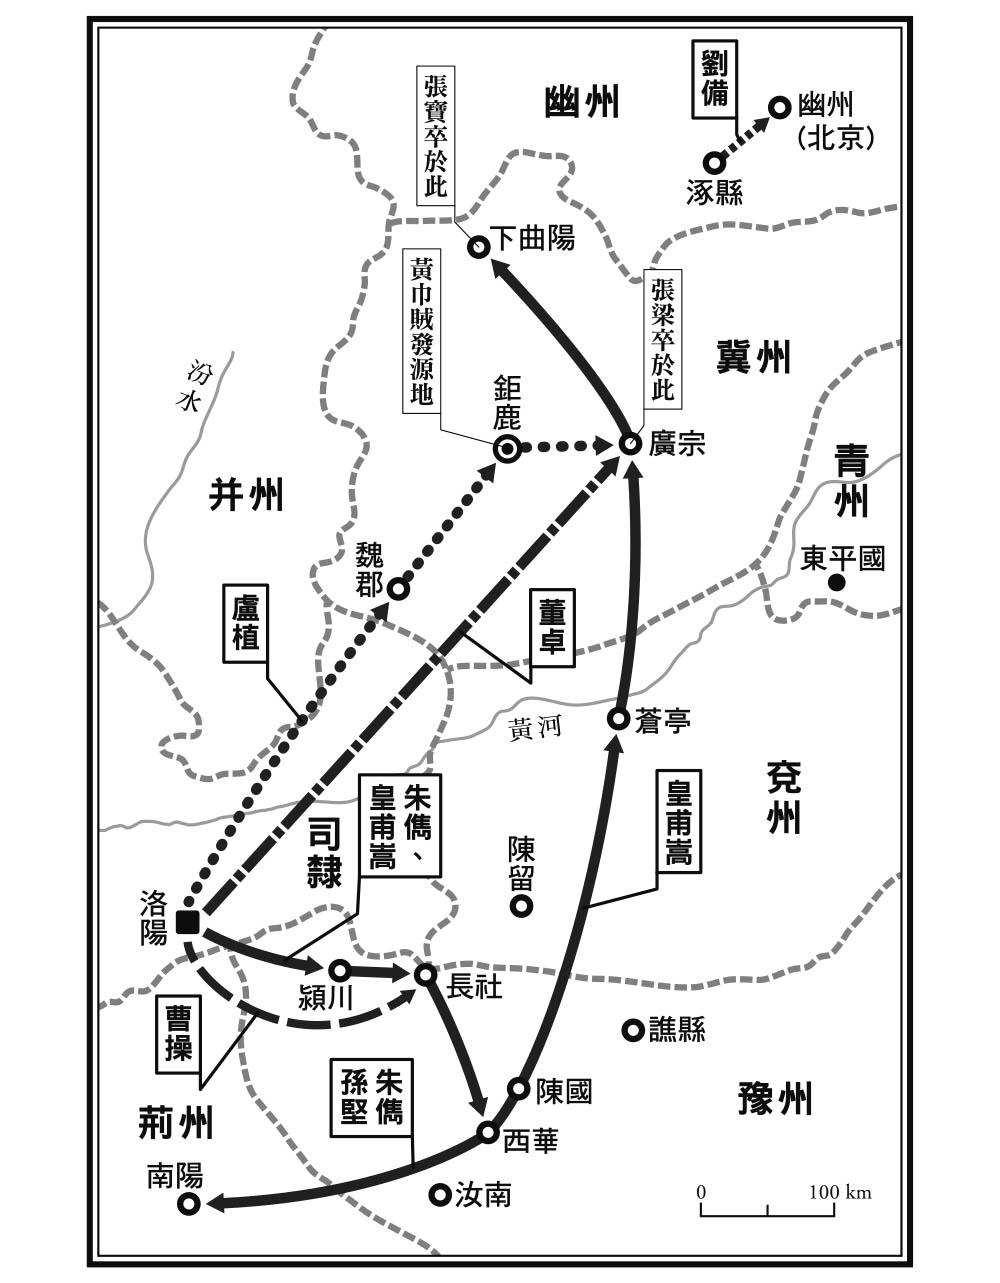 幽州
劉備
幽州
(北京)
涿縣
張寶卒於此
下曲陽
黃巾賊發源地
張梁卒於此
冀州
汾水
鉅鹿
廣宗
青州
并州
東平國
魏郡
盧植
董卓
黃河
蒼亭
兗州
朱儁、
皇甫嵩
皇甫嵩
司隸
陳留
洛陽
潁川
長社
曹操
譙縣
朱儁
孫堅
陳國
豫州
荊州
西華
南陽
汝南
0
100 km